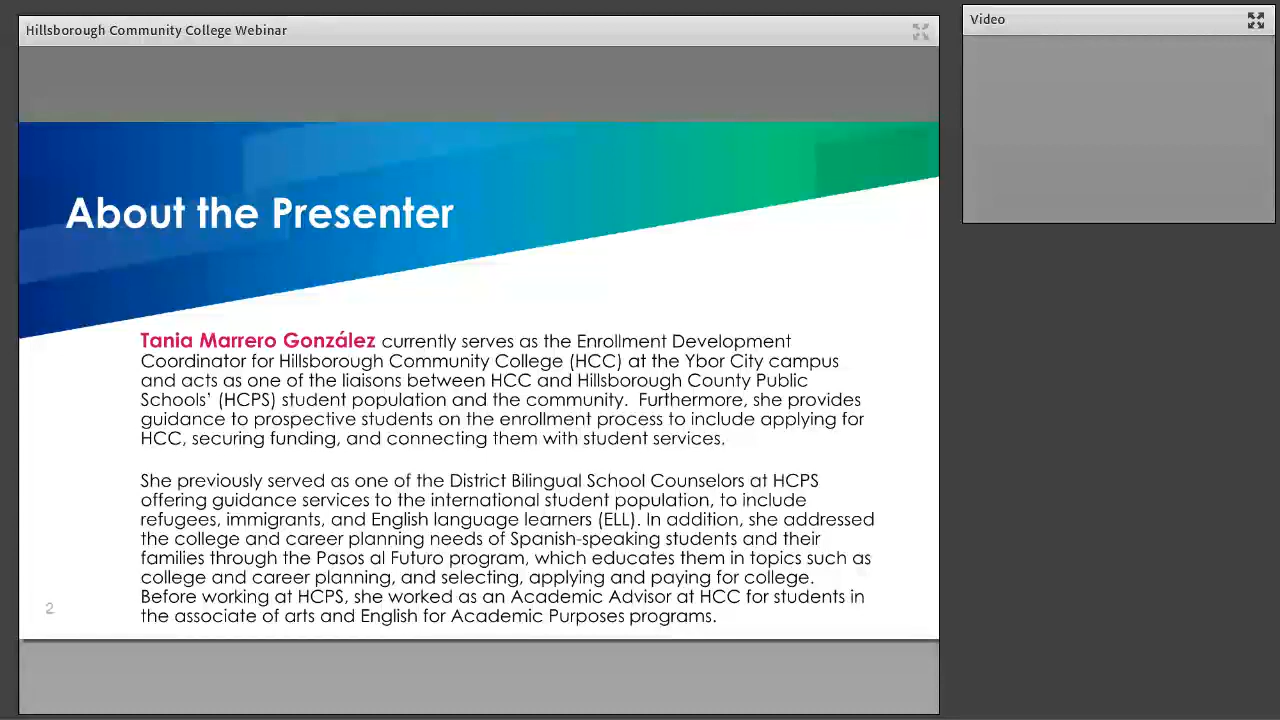 Hillsborough Community College Webinar
Video
About the Presenter
Tania Marrero González currently serves as the Enrollment Development
Coordinator for Hillsborough Community College (HCC) at the Ybor City campus
and acts as one of the liaisons between HCC and Hillsborough County Public
Schools’ (HCPS) student population and the community.  Furthermore, she provides
guidance to prospective students on the enrollment process to include applying for
HCC, securing funding, and connecting them with student services.
She previously served as one of the District Bilingual School Counselors at HCPS
offering guidance services to the international student population, to include
refugees, immigrants, and English language learners (ELL). In addition, she addressed
the college and career planning needs of Spanish-speaking students and their
families through the Pasos al Futuro program, which educates them in topics such as
college and career planning, and selecting, applying and paying for college.
Before working at HCPS, she worked as an Academic Advisor at HCC for students in
the associate of arts and English for Academic Purposes programs.
2